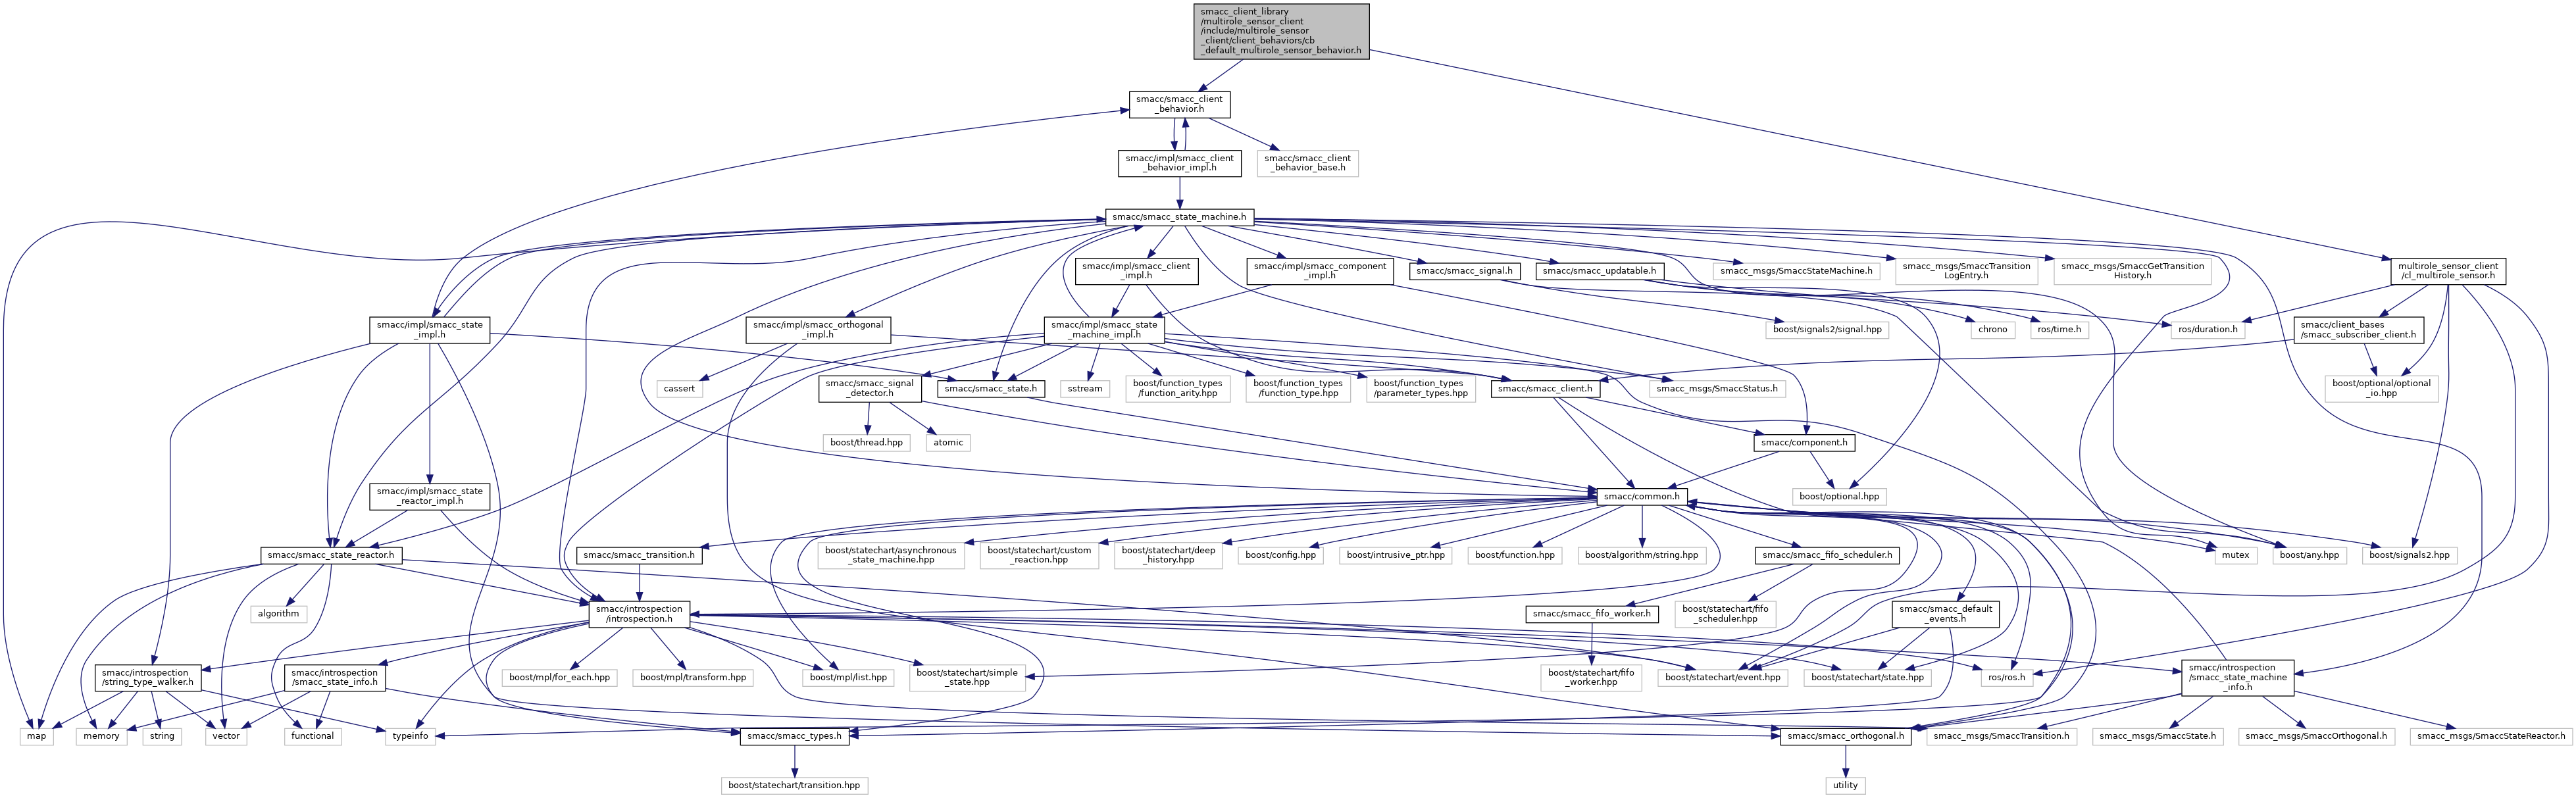 smacc_client_library
/multirole_sensor_client
/include/multirole_sensor
_client/client_behaviors/cb
_default_multirole_sensor_behavior.h
smacc/smacc_client
_behavior.h
smacc/impl/smacc_client
_behavior_impl.h
smacc/smacc_client
_behavior_base.h
smacc/smacc_state_machine.h
smacc/impl/smacc_client
_impl.h
smacc/impl/smacc_component
_impl.h
smacc/smacc_signal.h
smacc/smacc_updatable.h
smacc_msgs/SmaccStateMachine.h
smacc_msgs/SmaccTransition
LogEntry.h
smacc_msgs/SmaccGetTransition
History.h
multirole_sensor_client
/cl_multirole_sensor.h
smacc/impl/smacc_state
_impl.h
smacc/impl/smacc_orthogonal
_impl.h
smacc/impl/smacc_state
_machine_impl.h
boost/signals2/signal.hpp
chrono
ros/time.h
ros/duration.h
smacc/client_bases
/smacc_subscriber_client.h
cassert
smacc/smacc_signal
_detector.h
smacc/smacc_state.h
sstream
boost/function_types
/function_arity.hpp
boost/function_types
/function_type.hpp
boost/function_types
/parameter_types.hpp
smacc/smacc_client.h
smacc_msgs/SmaccStatus.h
boost/optional/optional
_io.hpp
boost/thread.hpp
atomic
smacc/component.h
smacc/impl/smacc_state
_reactor_impl.h
smacc/common.h
boost/optional.hpp
smacc/smacc_state_reactor.h
smacc/smacc_transition.h
boost/statechart/asynchronous
_state_machine.hpp
boost/statechart/custom
_reaction.hpp
boost/statechart/deep
_history.hpp
boost/config.hpp
boost/intrusive_ptr.hpp
boost/function.hpp
boost/algorithm/string.hpp
smacc/smacc_fifo_scheduler.h
mutex
boost/any.hpp
boost/signals2.hpp
algorithm
smacc/introspection
/introspection.h
smacc/smacc_fifo_worker.h
boost/statechart/fifo
_scheduler.hpp
smacc/smacc_default
_events.h
smacc/introspection
/string_type_walker.h
smacc/introspection
/smacc_state_info.h
boost/mpl/for_each.hpp
boost/mpl/transform.hpp
boost/mpl/list.hpp
boost/statechart/simple
_state.hpp
boost/statechart/fifo
_worker.hpp
boost/statechart/event.hpp
boost/statechart/state.hpp
ros/ros.h
smacc/introspection
/smacc_state_machine
_info.h
map
memory
string
vector
functional
typeinfo
smacc/smacc_types.h
smacc/smacc_orthogonal.h
smacc_msgs/SmaccTransition.h
smacc_msgs/SmaccState.h
smacc_msgs/SmaccOrthogonal.h
smacc_msgs/SmaccStateReactor.h
boost/statechart/transition.hpp
utility